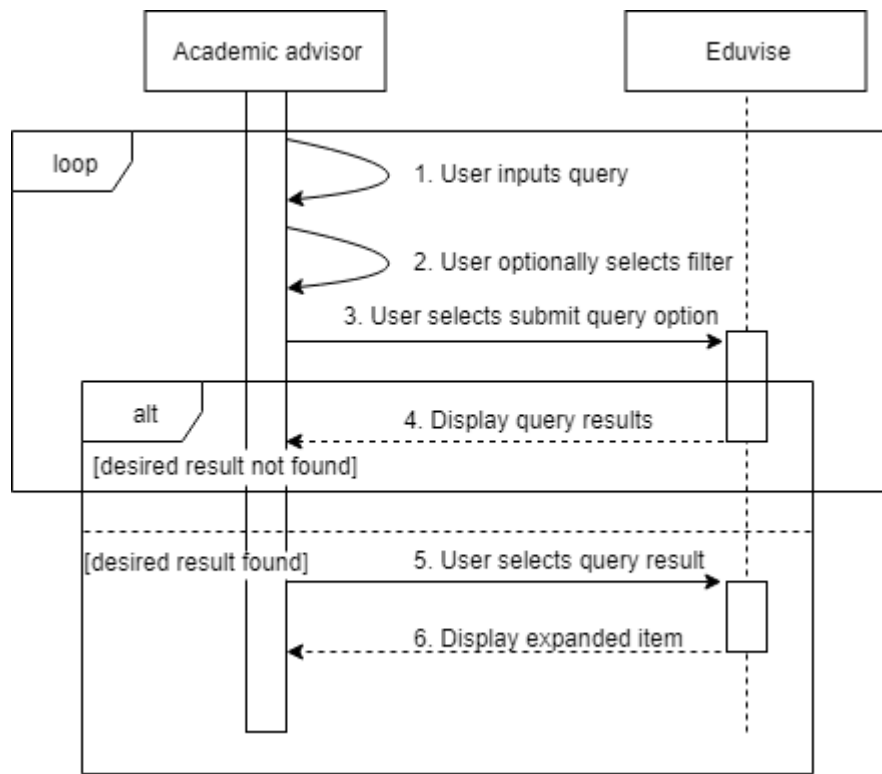 Academic advisor
Eduvise
loop
1. User inputs query
2. User optionally selects filter
3. User selects submit query option
alt
4. Display query results
[desired result not found]
[desired result found]
5. User selects query result
6. Display expanded item